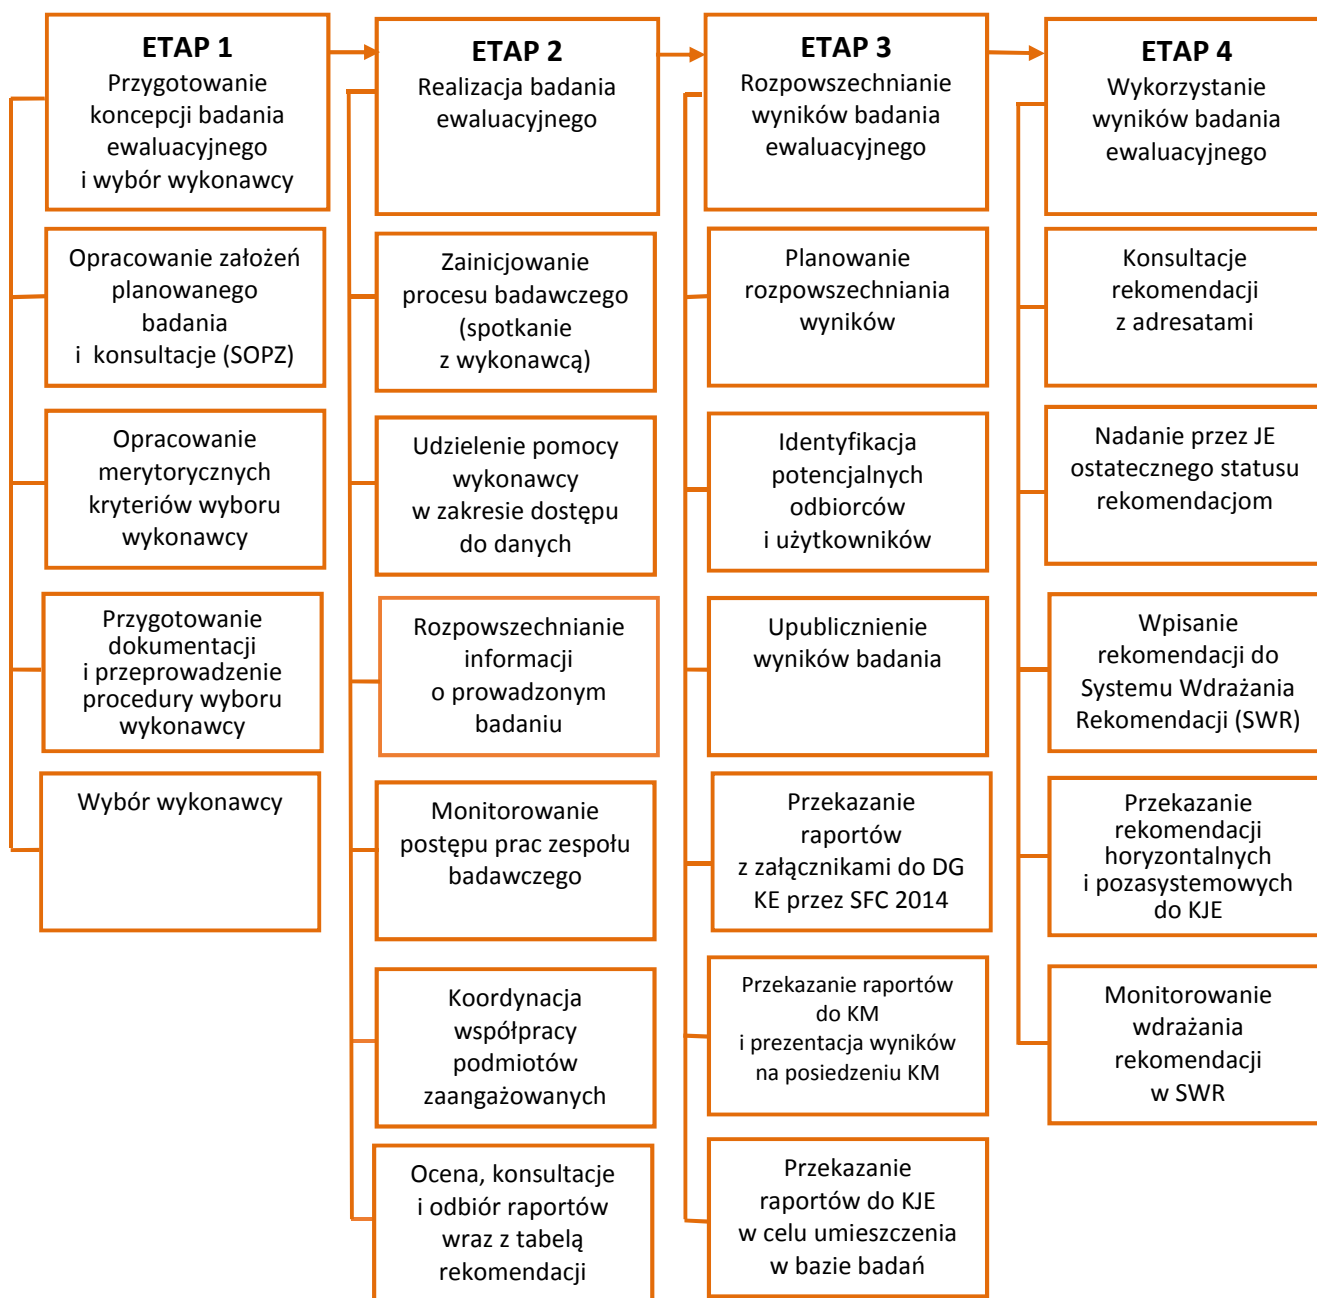 ETAP 1
Przygotowanie
koncepcji badania
ewaluacyjnego
i wybór wykonawcy
Opracowanie założeń
planowanego
badania
i konsultacje (SOPZ)
Opracowanie
merytorycznych
kryteriów wyboru
wykonawcy
Przygotowanie
dokumentacji
i przeprowadzenie
procedury wyboru
wykonawcy
Wybór wykonawcy
ETAP 2
Realizacja badania
ewaluacyjnego
Zainicjowanie
procesu badawczego
(spotkanie
z wykonawcą)
Udzielenie pomocy
wykonawcy
w zakresie dostępu
do danych
Rozpowszechnianie
informacji
o prowadzonym
badaniu
Monitorowanie
postępu prac zespołu
badawczego
Koordynacja
współpracy
podmiotów
zaangażowanych
Ocena, konsultacje
i odbiór raportów
wraz z tabelą
rekomendacji
ETAP 3
Rozpowszechnianie
wyników badania
ewaluacyjnego
Planowanie
rozpowszechniania
wyników
Identyfikacja
potencjalnych
odbiorców
i użytkowników
Upublicznienie
wyników badania
Przekazanie
raportów
z załącznikami do DG
KE przez SFC 2014
Przekazanie raportów
do KM
i prezentacja wyników
na posiedzeniu KM
Przekazanie
raportów do KJE
w celu umieszczenia
w bazie badań
ETAP 4
Wykorzystanie
wyników badania
ewaluacyjnego
Konsultacje
rekomendacji
z adresatami
Nadanie przez JE
ostatecznego statusu
rekomendacjom
Wpisanie
rekomendacji do
Systemu Wdrażania
Rekomendacji (SWR)
Przekazanie
rekomendacji
horyzontalnych
i pozasystemowych
do KJE
Monitorowanie
wdrażania
rekomendacji
w SWR